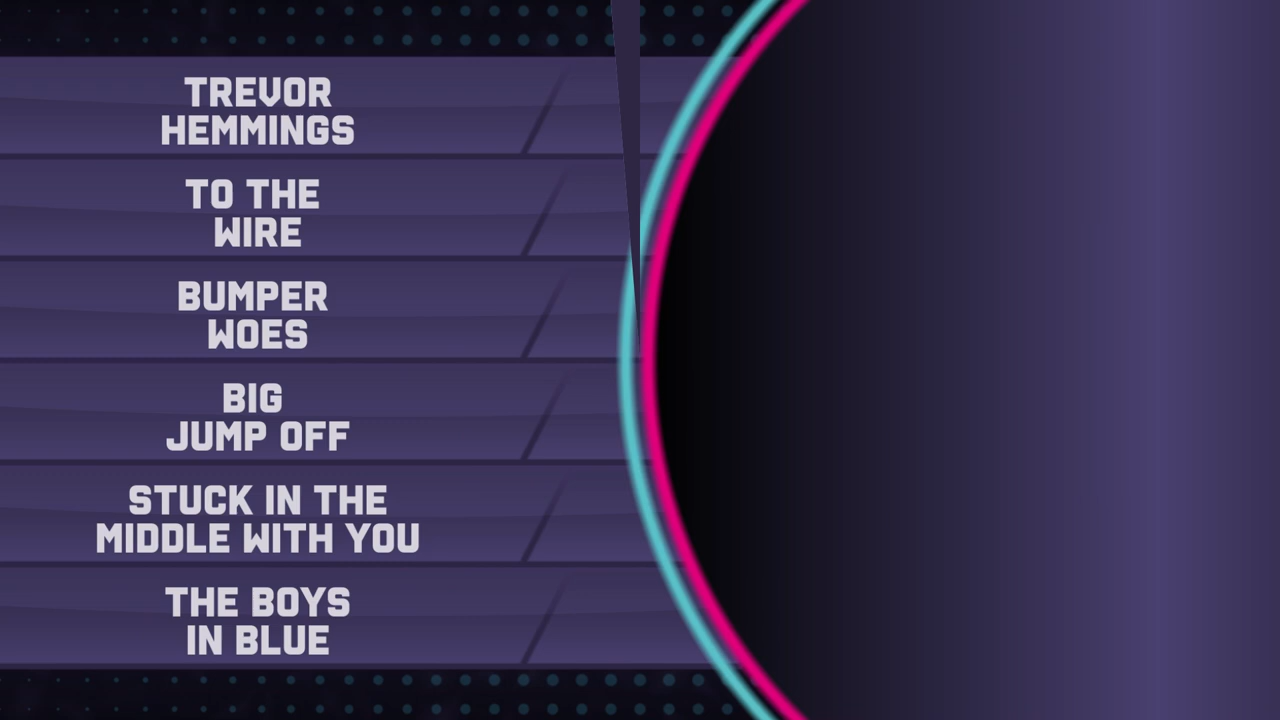 TREVOR
HEMMINGS
TO THE
WIRE
BUMPER
WOES
BIG
JUMP OFF
STUCK IN THE
MIDDLE WITH YOU
THE BOYS
IN BLUE